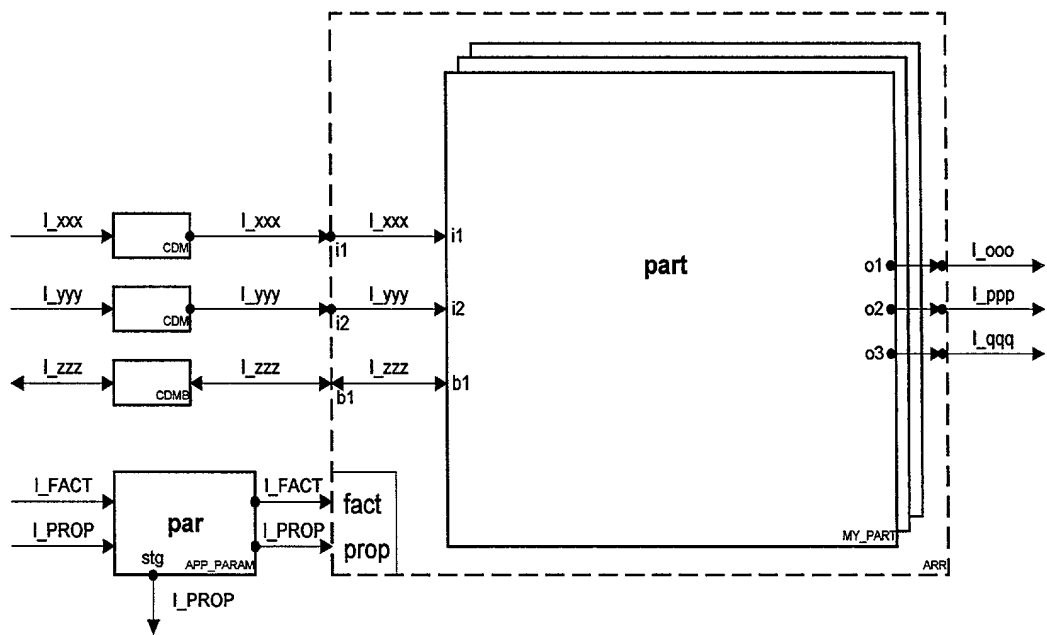 I_xxx I_xxx I_xxx
CDM i1 i1
part
o1 I_ooo
I_yyy I_yyy I_yyy
CDM i2 i2
o2 I_ppp
o3 I_qqq
I_zzz I_zzz I_zzz
CDMB b1 b1
I_FACT I_FACT
par fact
I_PROP I_PROP
prop
MY_PART
stg APP_PARAM ARR
I_PROP